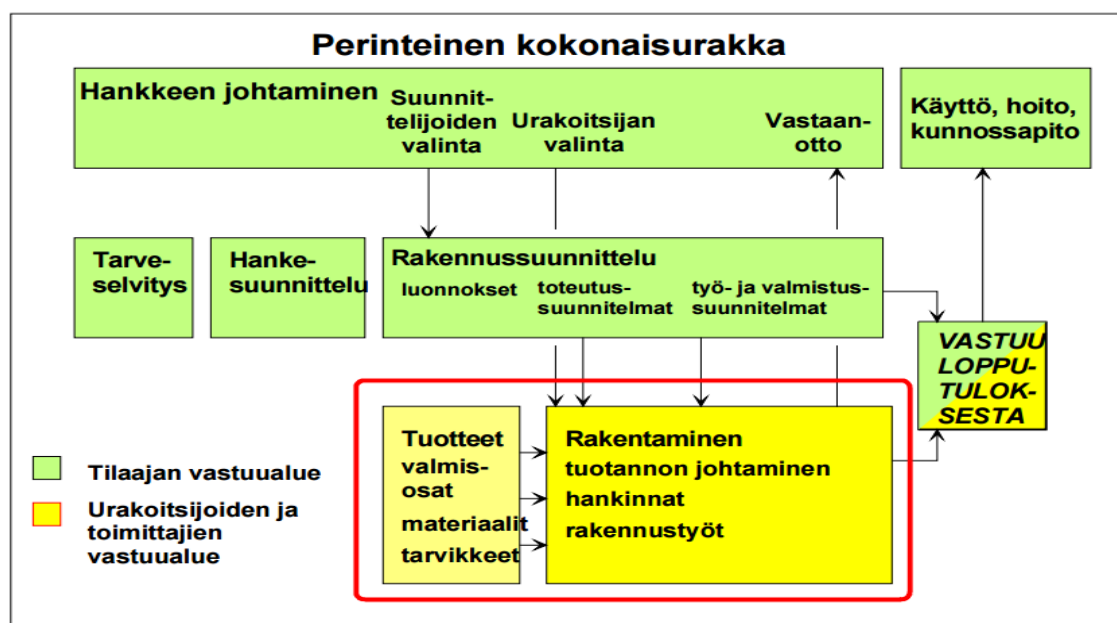 Perinteinen kokonaisurakka
Hankkeen johtaminen
Suunnit-
telijoiden
valinta
Urakoitsijan
valinta
Vastaan-
otto
Käyttö, hoito,
kunnossapito
Tarve-
selvitys
Hanke-
suunnittelu
Rakennussuunnittelu
luonnokset
toteutus-
suunnitelmat
työ- ja valmistus-
suunnitelmat
VASTUU
LOPPU-
TULOK-
SESTA
Tuotteet
valmis-
osat
materiaalit
tarvikkeet
Rakentaminen
tuotannon johtaminen
hankinnat
rakennustyöt
Tilaajan vastuualue
Urakoitsijoiden ja
toimittajien
vastuualue